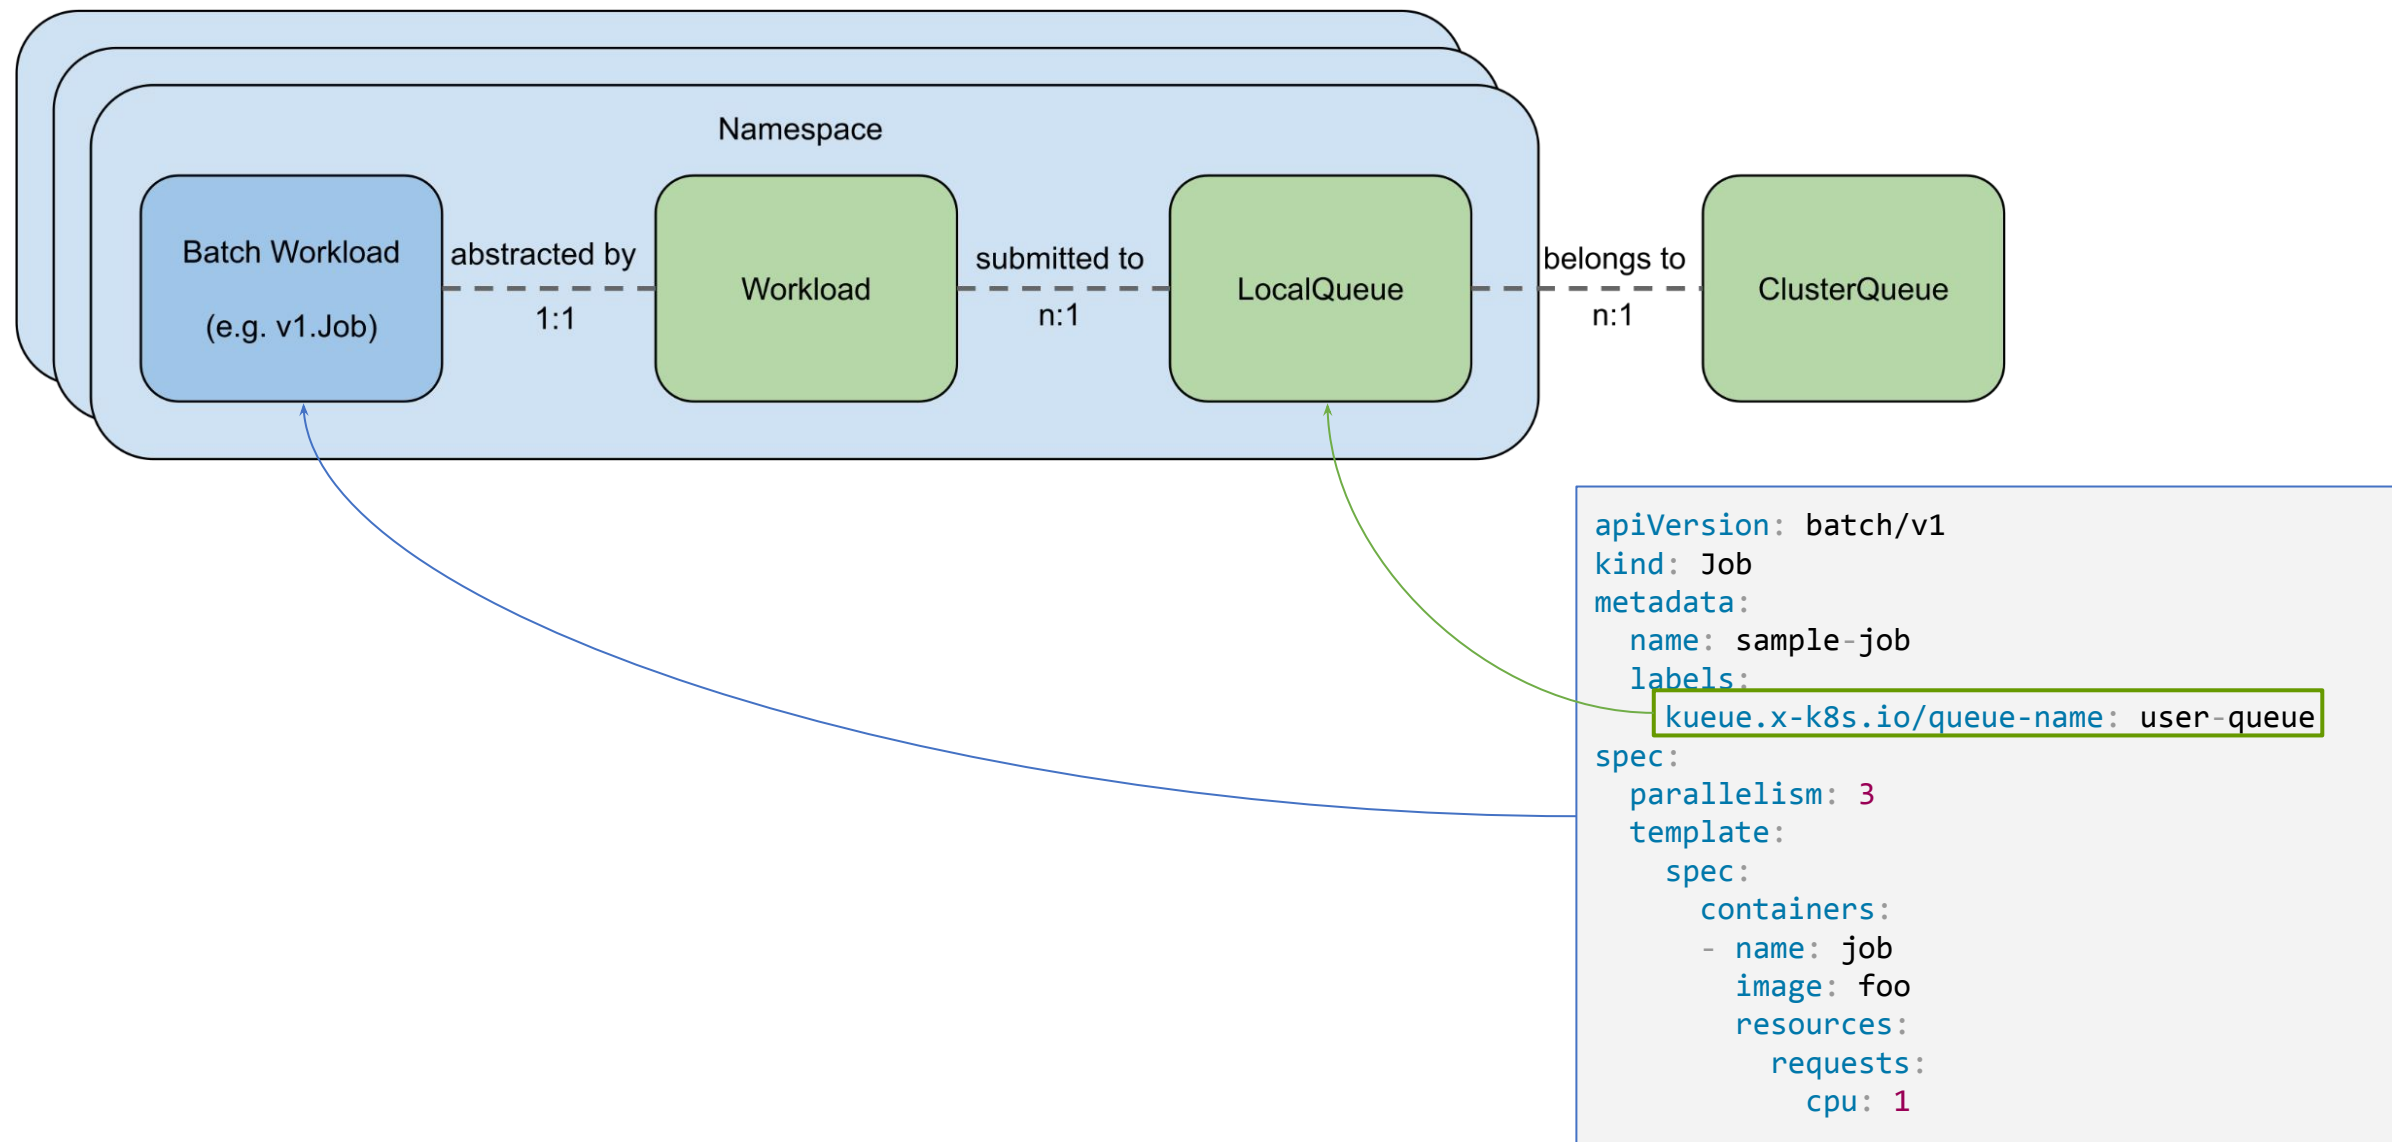 Namespace
Batch Workload
(e.g. v1.Job)
abstracted by
1:1
Workload
submitted to
n:1
LocalQueue
belongs to
n:1
ClusterQueue
apiVersion: batch/v1
kind: Job
metadata:
  name: sample-job
  labels:
    kueue.x-k8s.io/queue-name: user-queue
spec:
  parallelism: 3
  template:
    spec:
      containers:
      - name: job
        image: foo
        resources:
          requests:
            cpu: 1